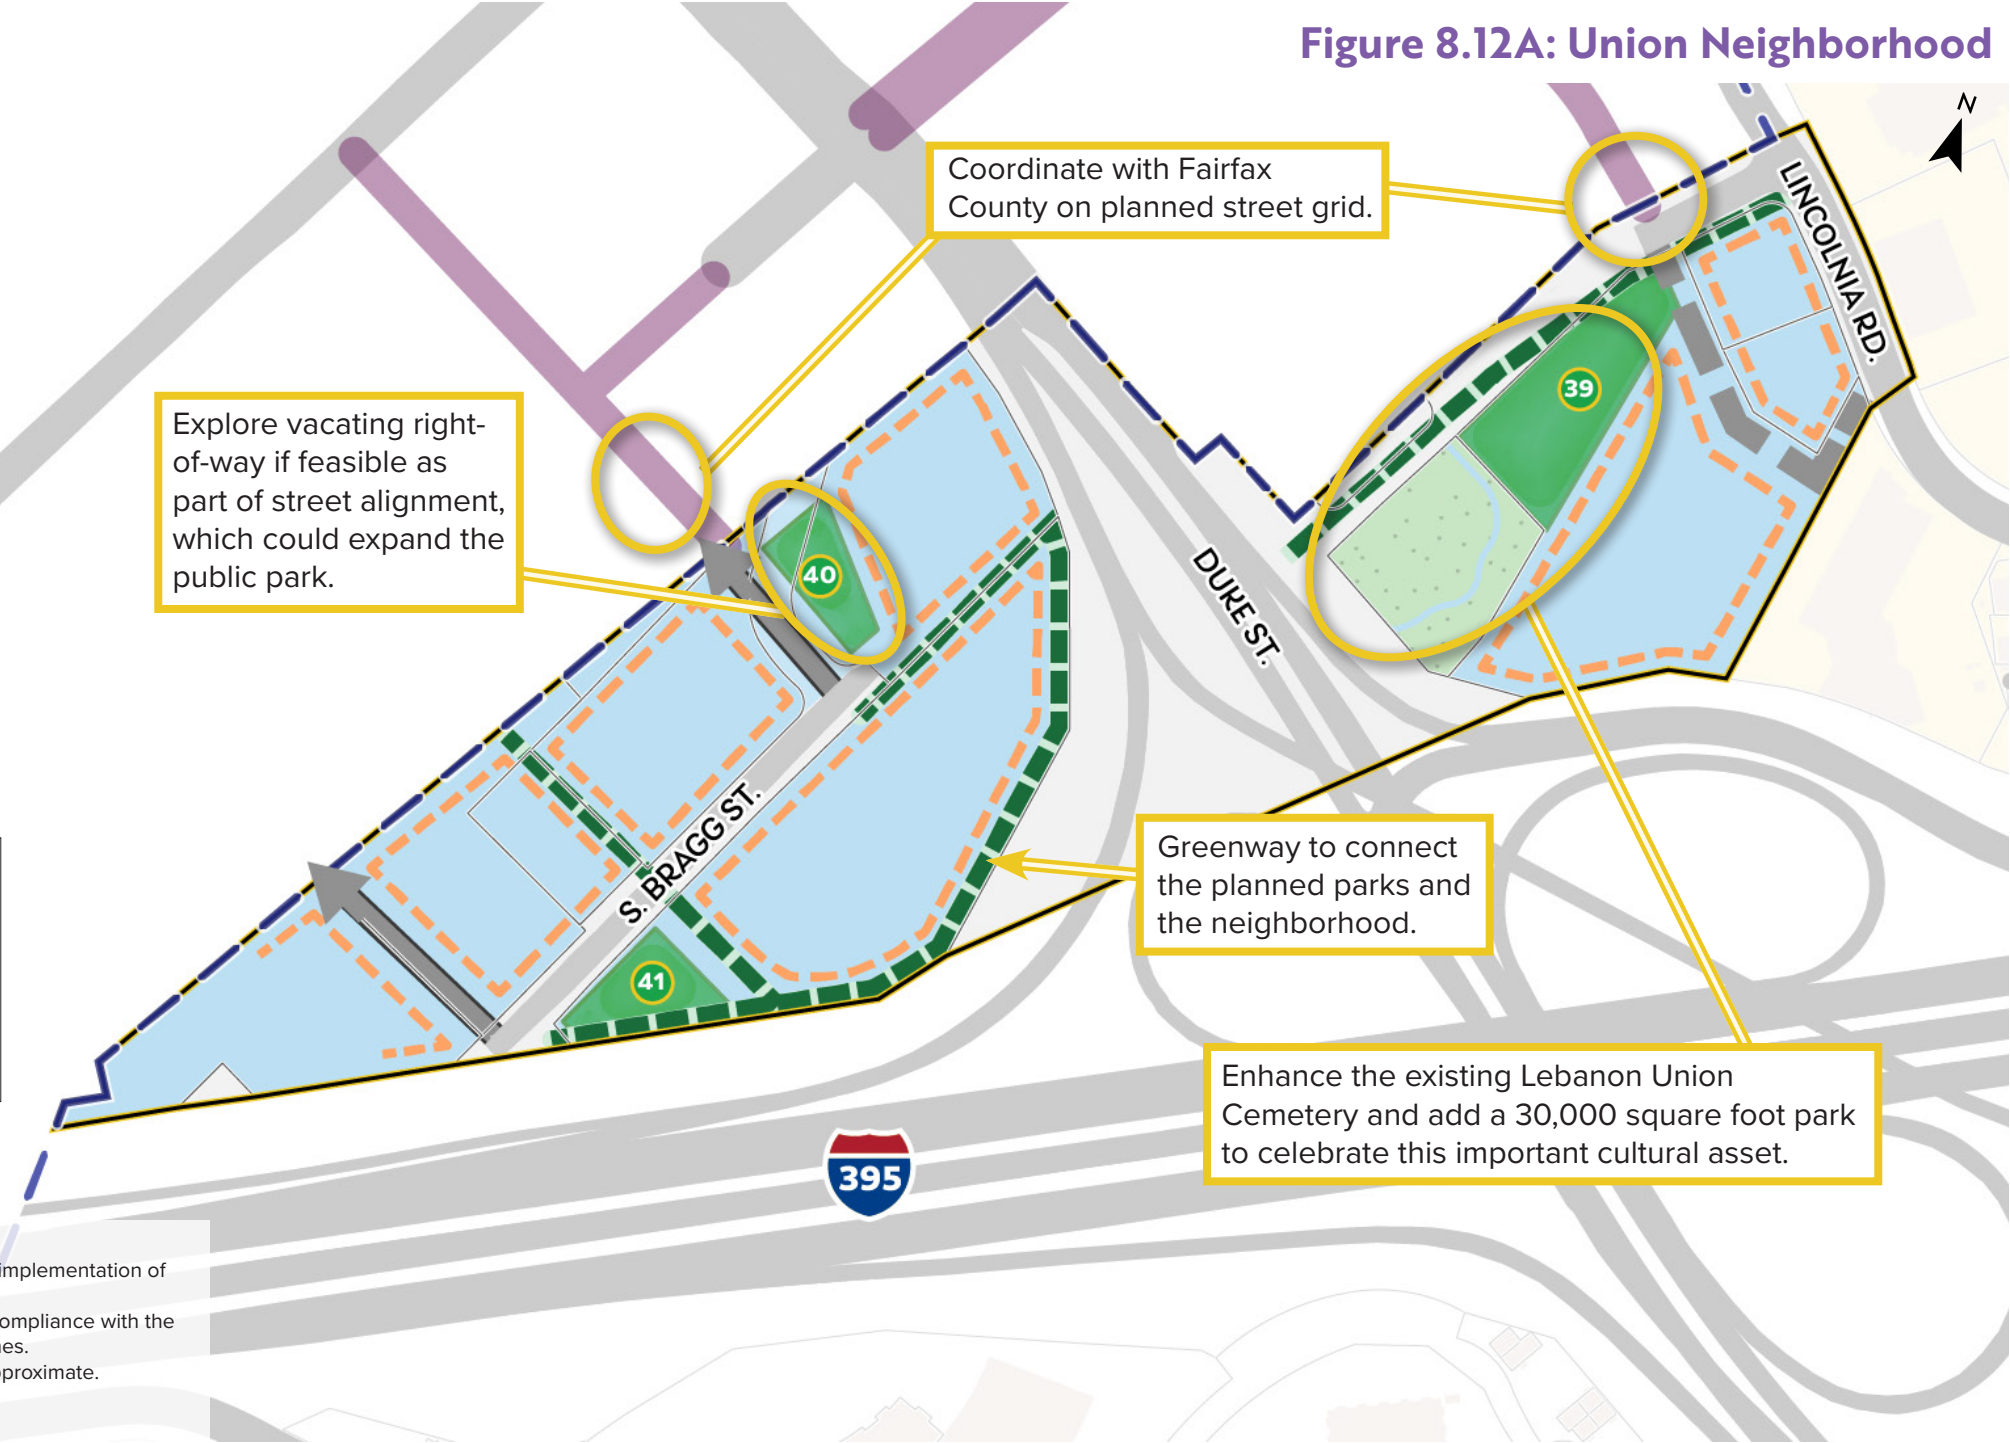 Figure 8.12A: Union Neighborhood
N
Coordinate with Fairfax
County on planned street grid.
LINCOLNIA RD.
39
Explore vacating right-
of-way if feasible as
part of street alignment,
which could expand the
public park.
40
DUKE ST.
S. BRAGG ST.
Greenway to connect
the planned parks and
the neighborhood.
41
Enhance the existing Lebanon Union
Cemetery and add a 30,000 square foot park
to celebrate this important cultural asset.
395
implementation of
ompliance with the
es.
proximate.